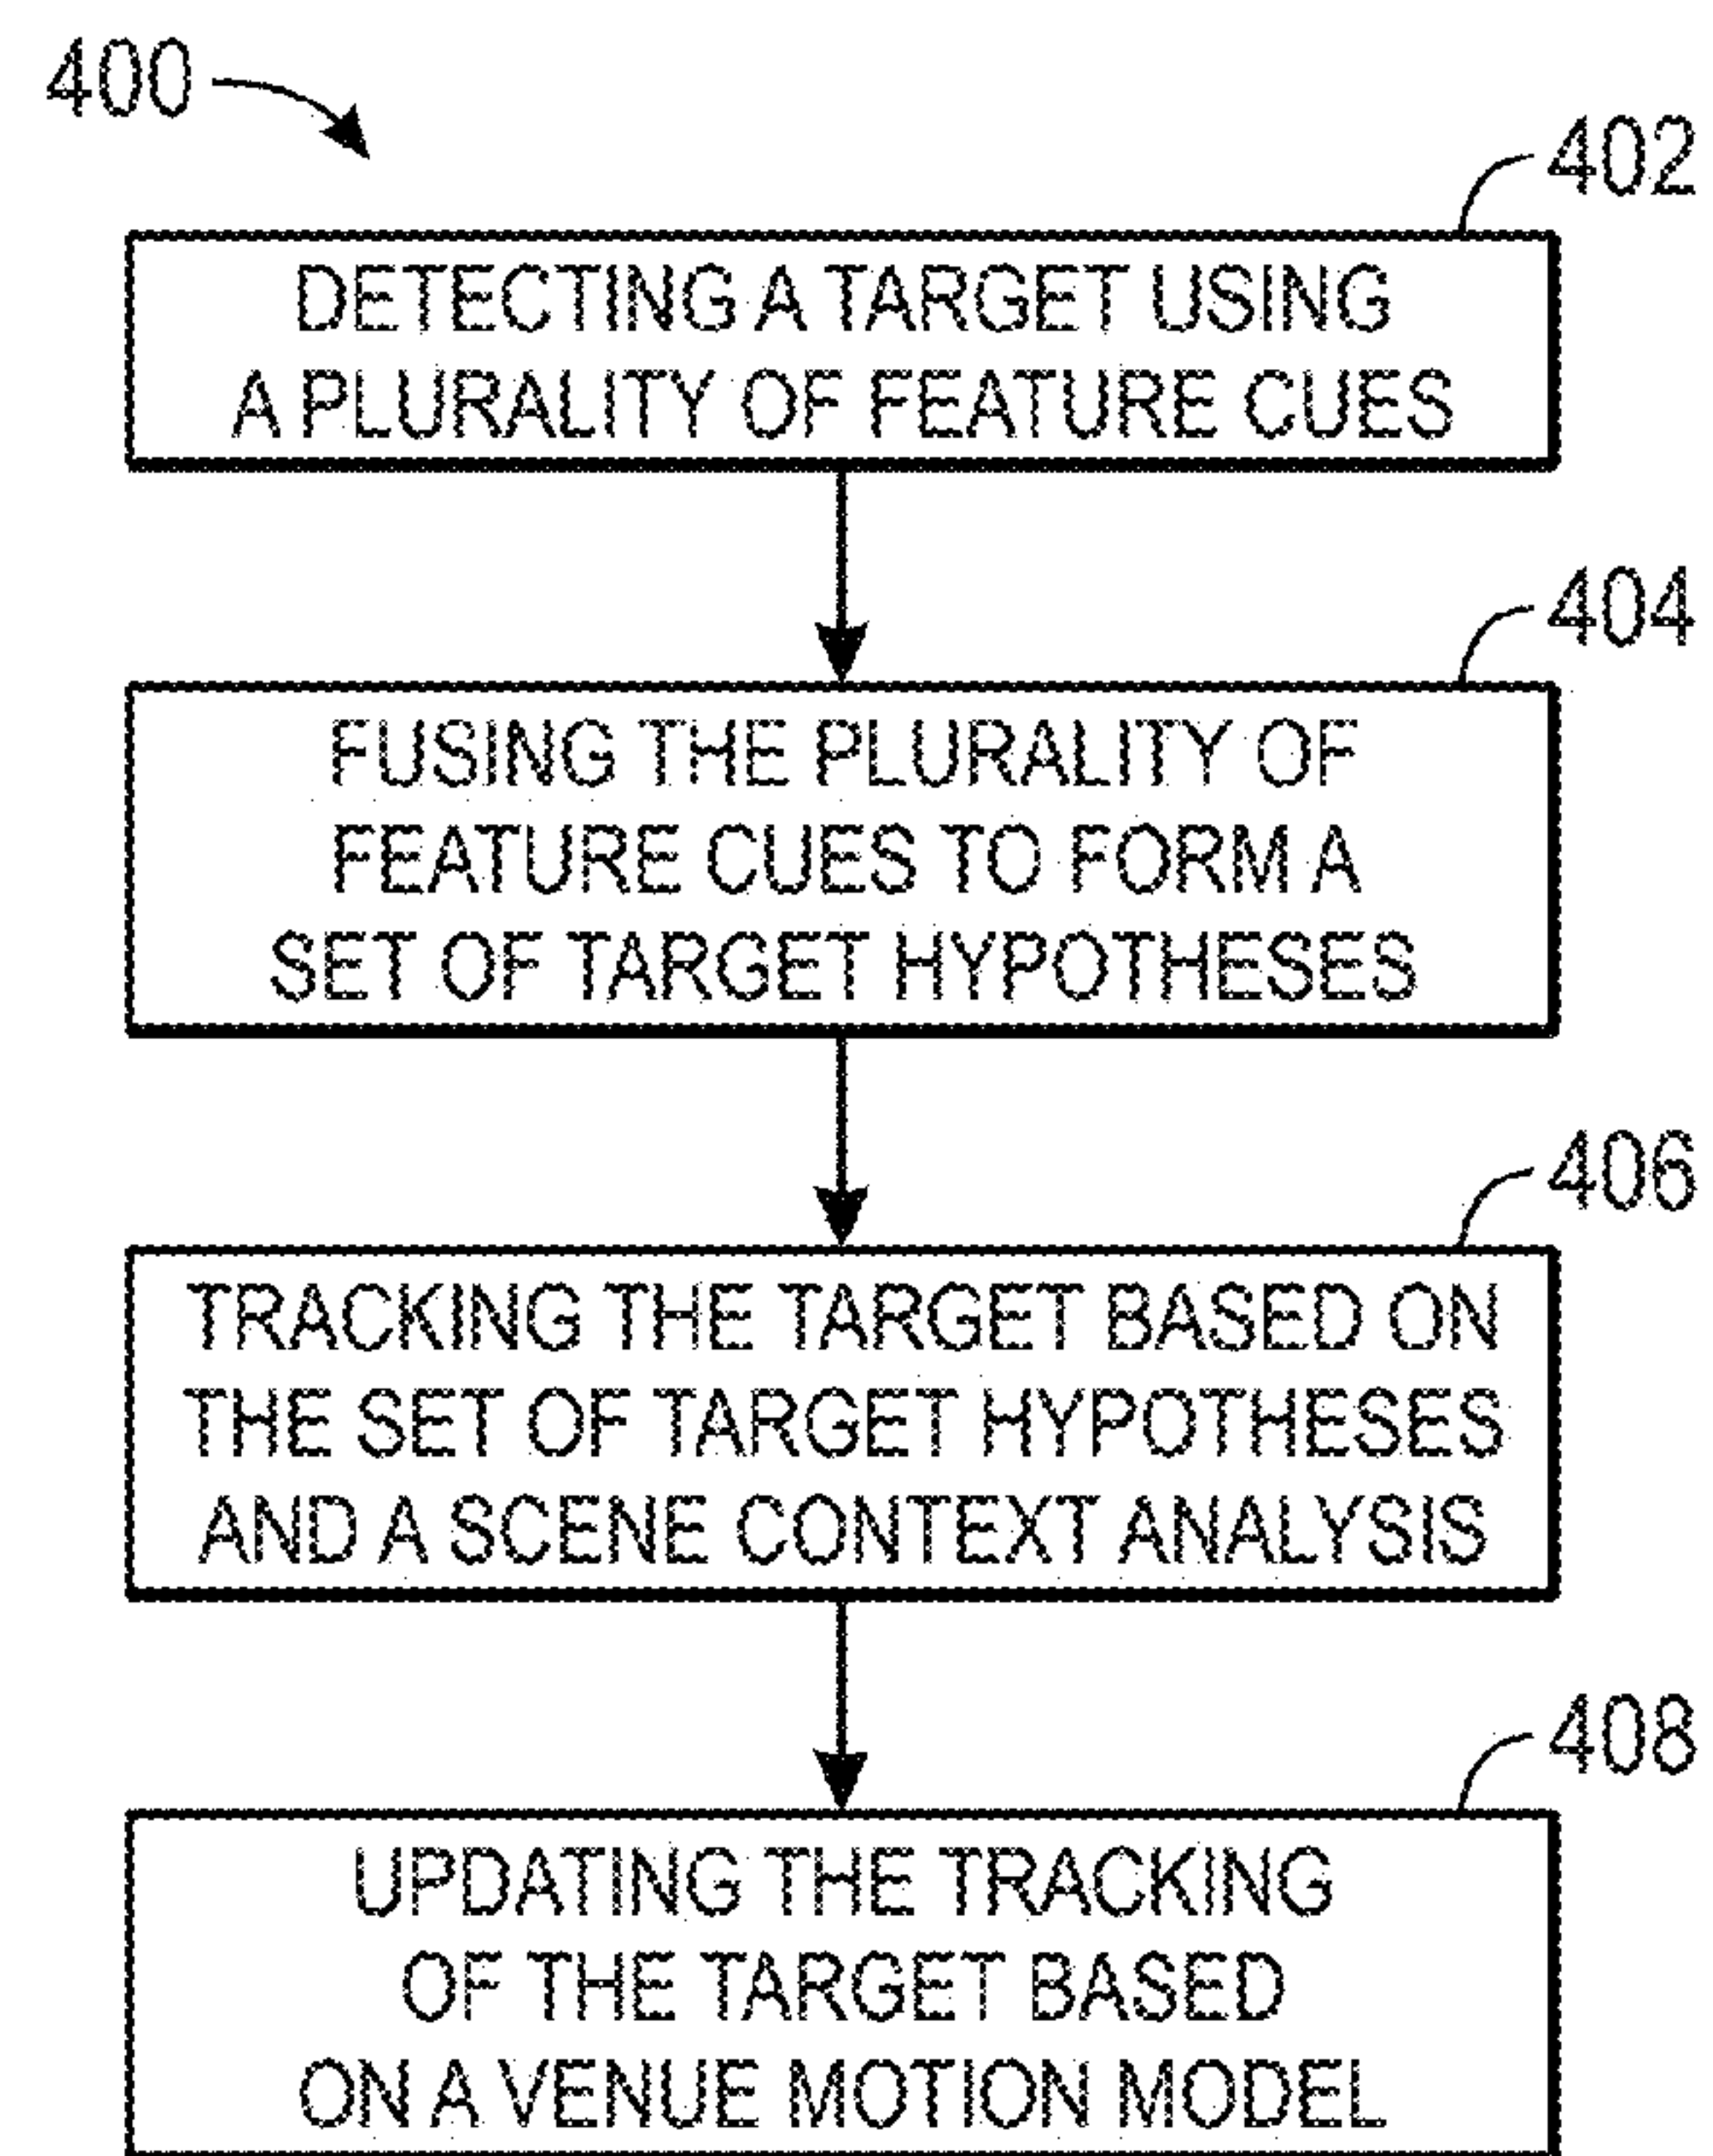 400
402
DETECTING A TARGET USING
A PLURALITY OF FEATURE CUES
404
FUSING THE PLURALITY OF
FEATURE CUES TO FORM A
SET OF TARGET HYPOTHESES
406
TRACKING THE TARGET BASED ON
THE SET OF TARGET HYPOTHESES
AND A SCENE CONTEXT ANALYSIS
408
UPDATING THE TRACKING
OF THE TARGET BASED
ON A VENUE MOTION MODEL